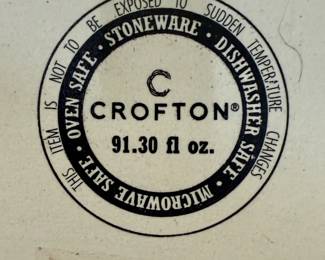 THIS ITEM IS NOT TO BE EXPOSED TO SUDDEN TEMPERATURE CHANGES
MICROWAVE SAFE · OVEN SAFE · STONEWARE · DISHWASHER SAFE ·
C
CROFTON®
91.30 fl oz.